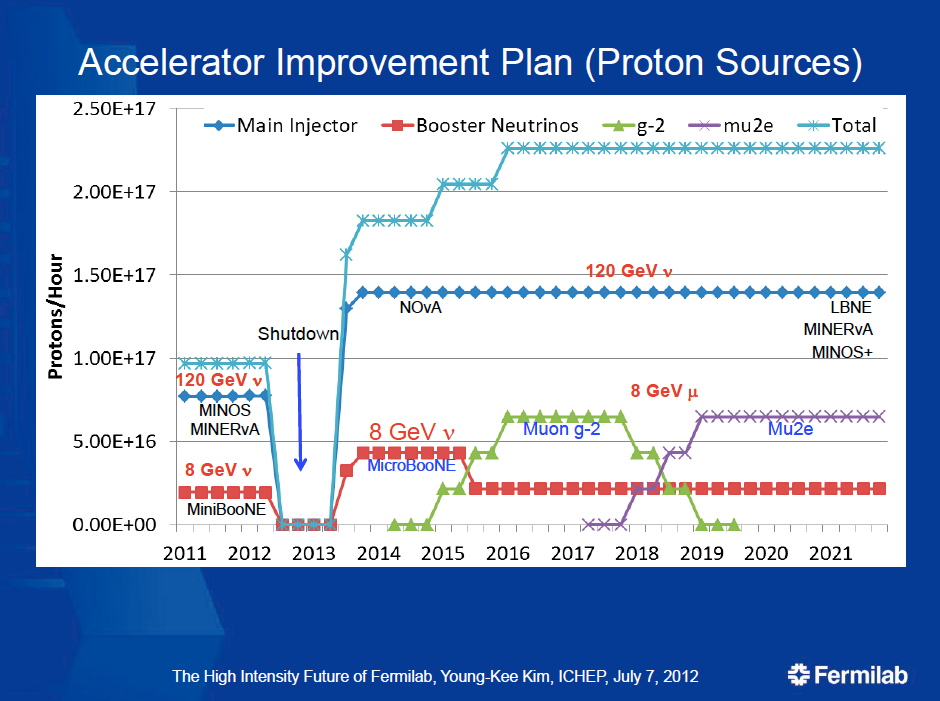 Accelerator Improvement Plan (Proton Sources)
2.50E+17
Main Injector
Booster Neutrinos
g-2
mu2e
Total
2.00E+17
1.50E+17
1.00E+17
5.00E+16
0.00E+00
Protons/Hour
120 GeV ν
NOvA
LBNE
MINERvA
MINOS+
Shutdown
120 GeV ν
MINOS
MINERvA
8 GeV μ
8 GeV ν
MicroBooNE
Muon g-2
Mu2e
8 GeV ν
MiniBooNE
2011 2012 2013 2014 2015 2016 2017 2018 2019 2020 2021
The High Intensity Future of Fermilab, Young-Kee Kim, ICHEP, July 7, 2012
Fermilab